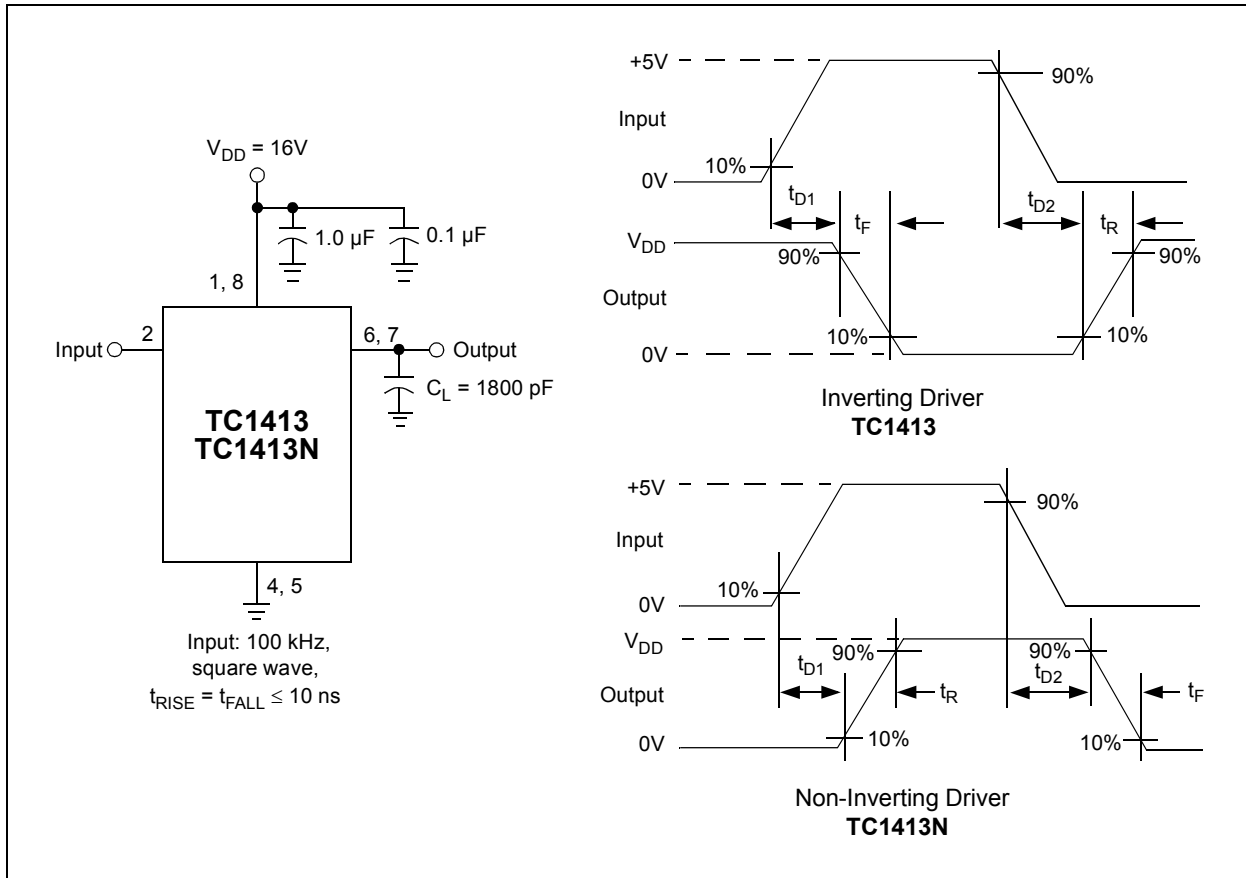 V_DD = 16V
1.0 µF
0.1 µF
1, 8
Input
2
6, 7
Output
C_L = 1800 pF
TC1413
TC1413N
4, 5
Input: 100 kHz,
square wave,
t_RISE = t_FALL ≤ 10 ns
+5V
90%
Input
10%
0V
t_D1
t_F
t_D2
t_R
V_DD
90%
90%
Output
10%
10%
0V
Inverting Driver
TC1413
+5V
90%
Input
10%
0V
V_DD
t_D1
90%
90%
t_R
t_D2
t_F
Output
10%
10%
0V
Non-Inverting Driver
TC1413N